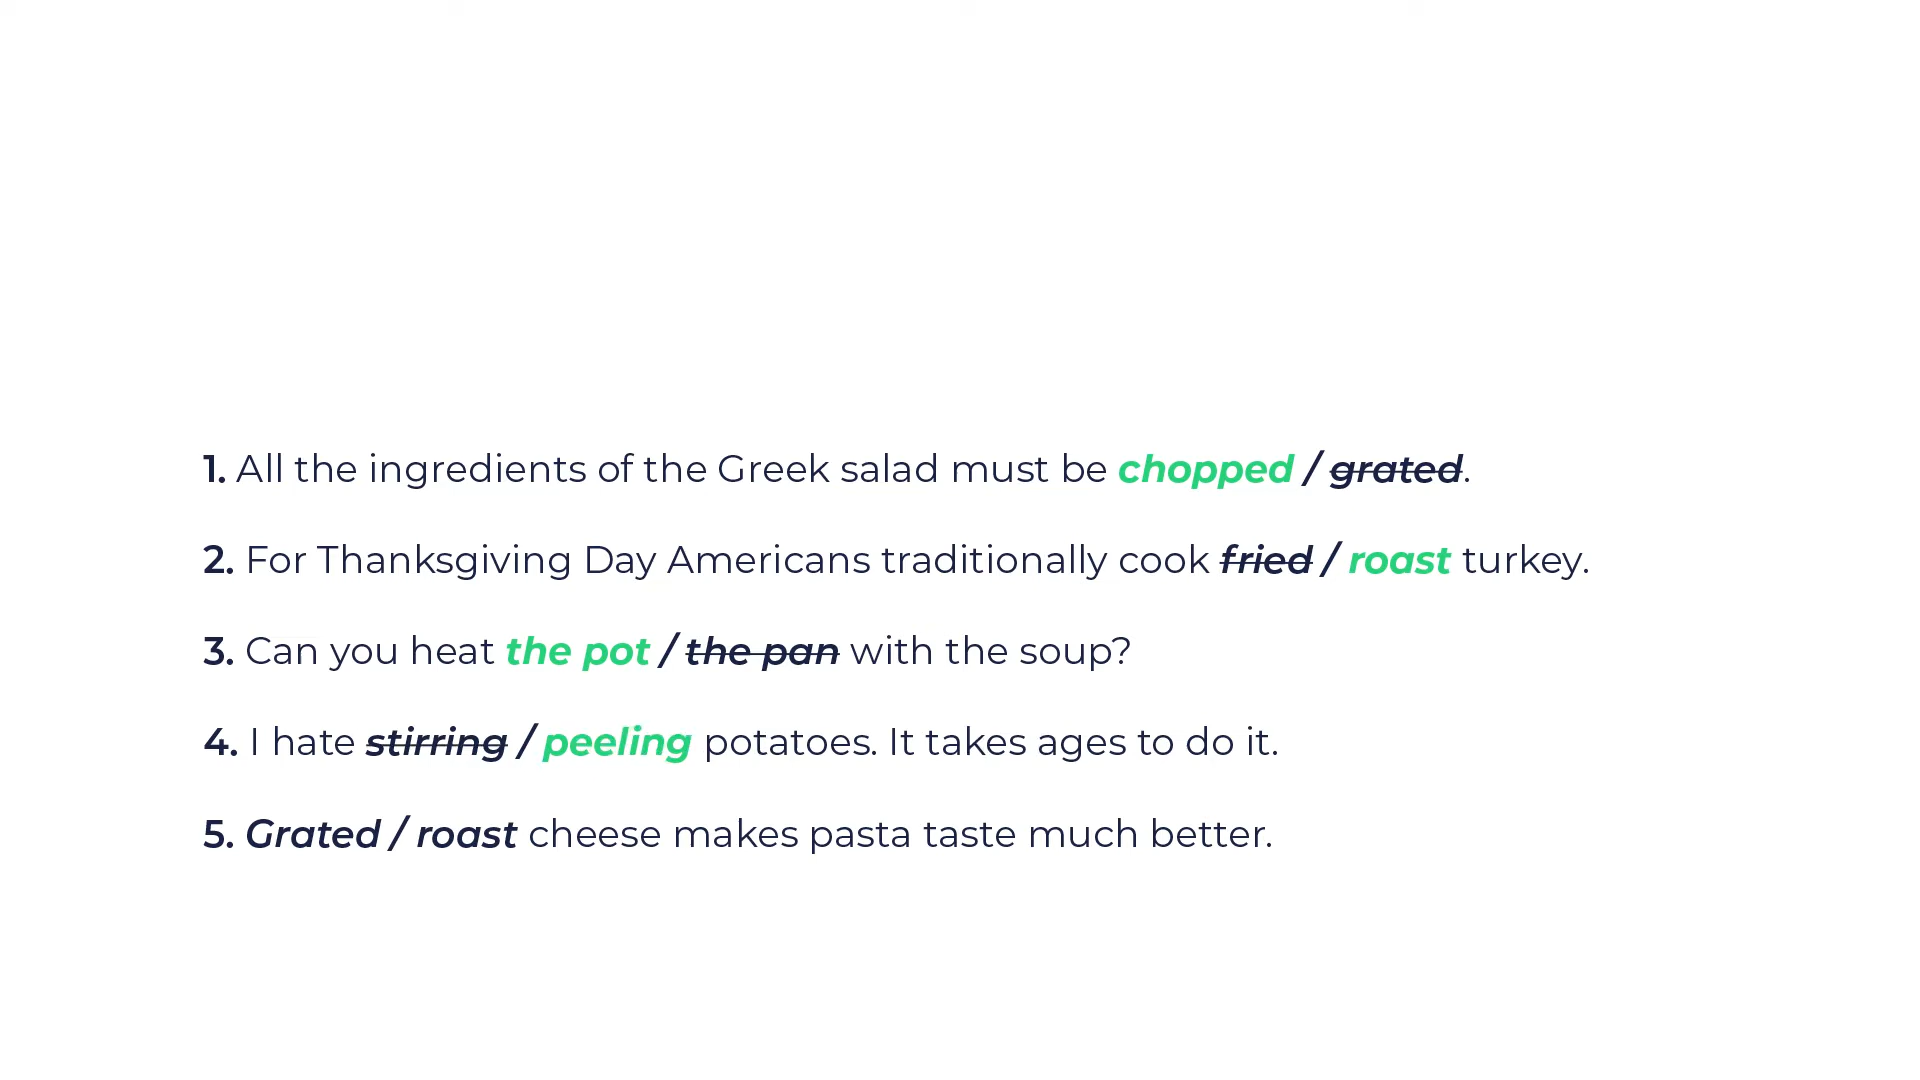 1. All the ingredients of the Greek salad must be chopped / grated.
2. For Thanksgiving Day Americans traditionally cook fried / roast turkey.
3. Can you heat the pot / the pan with the soup?
4. I hate stirring / peeling potatoes. It takes ages to do it.
5. Grated / roast cheese makes pasta taste much better.